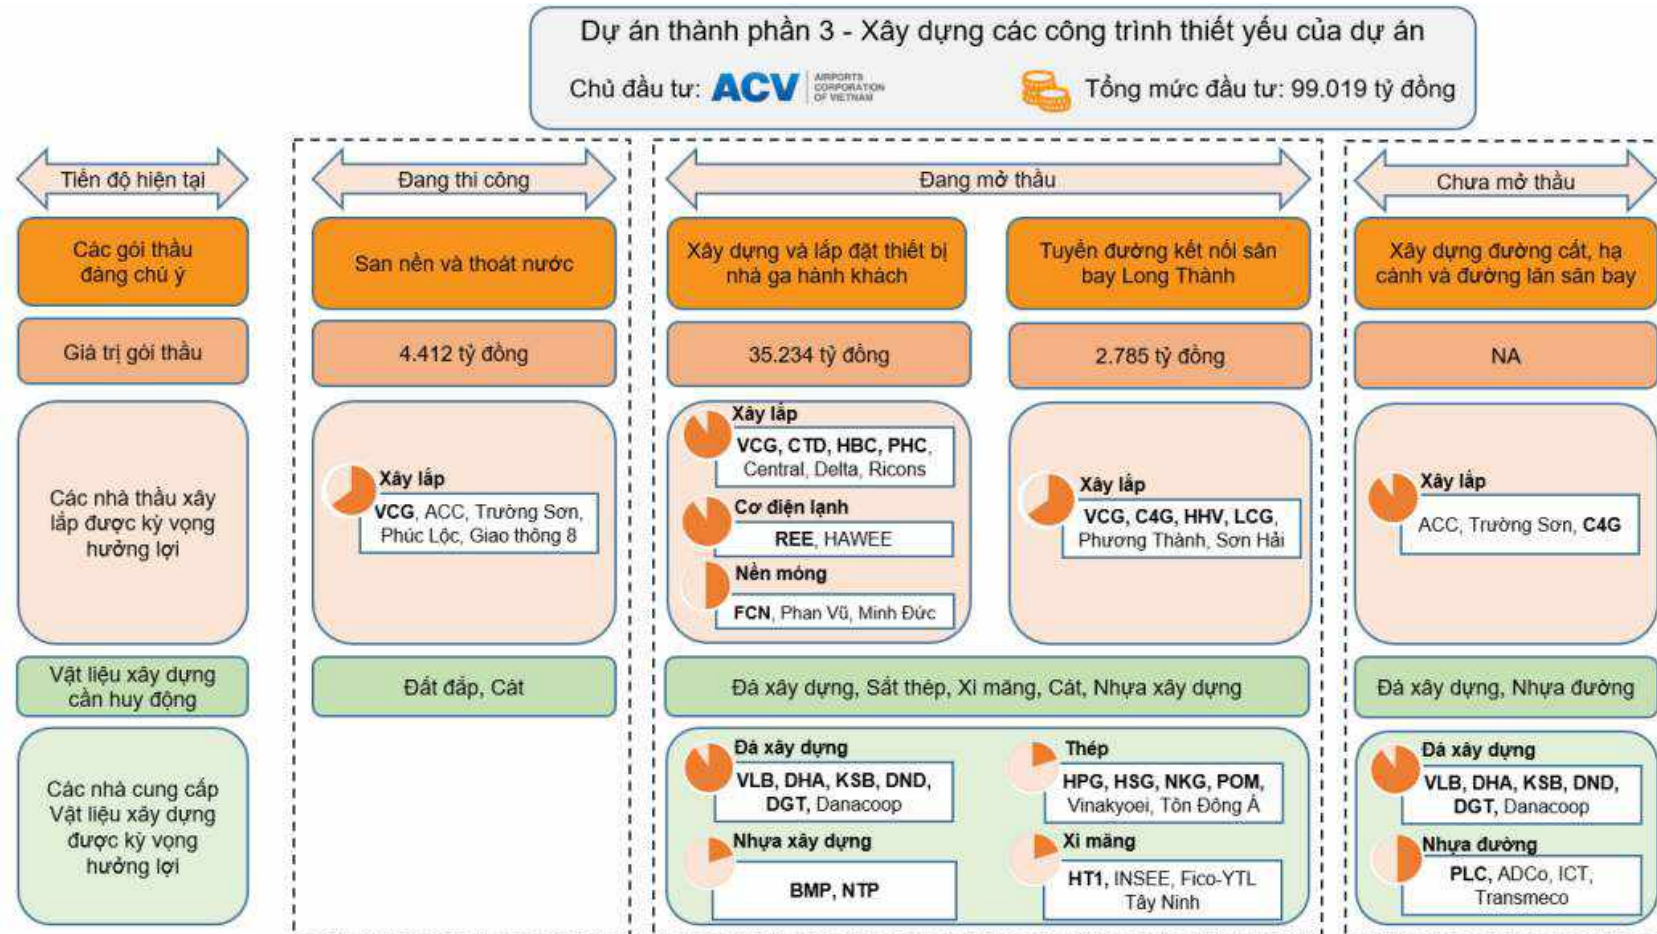 Dự án thành phần 3 - Xây dựng các công trình thiết yếu của dự án
Chủ đầu tư: ACV AIRPORTS CORPORATION OF VIETNAM
Tổng mức đầu tư: 99.019 tỷ đồng
Tiến độ hiện tại
Đang thi công
Đang mở thầu
Chưa mở thầu
Các gói thầu
đáng chú ý
San nền và thoát nước
Xây dựng và lắp đặt thiết bị
nhà ga hành khách
Tuyến đường kết nối sân
bay Long Thành
Xây dựng đường cất, hạ
cánh và đường lăn sân bay
Giá trị gói thầu
4.412 tỷ đồng
35.234 tỷ đồng
2.785 tỷ đồng
NA
Các nhà thầu xây
lắp được kỳ vọng
hưởng lợi
Xây lắp
VCG, ACC, Trường Sơn,
Phúc Lộc, Giao thông 8
Xây lắp
VCG, CTD, HBC, PHC,
Central, Delta, Ricons
Cơ điện lạnh
REE, HAWEE
Nền móng
FCN, Phan Vũ, Minh Đức
Xây lắp
VCG, C4G, HHV, LCG,
Phương Thành, Sơn Hải
Xây lắp
ACC, Trường Sơn, C4G
Vật liệu xây dựng
cần huy động
Đất đắp, Cát
Đá xây dựng, Sắt thép, Xi măng, Cát, Nhựa xây dựng
Đá xây dựng, Nhựa đường
Các nhà cung cấp
Vật liệu xây dựng
được kỳ vọng
hưởng lợi
Đá xây dựng
VLB, DHA, KSB, DND,
DGT, Danacoop
Nhựa xây dựng
BMP, NTP
Thép
HPG, HSG, NKG, POM,
Vinakyoei, Tôn Đông Á
Xi măng
HT1, INSEE, Fico-YTL
Tây Ninh
Đá xây dựng
VLB, DHA, KSB, DND,
DGT, Danacoop
Nhựa đường
PLC, ADCo, ICT,
Transmeco